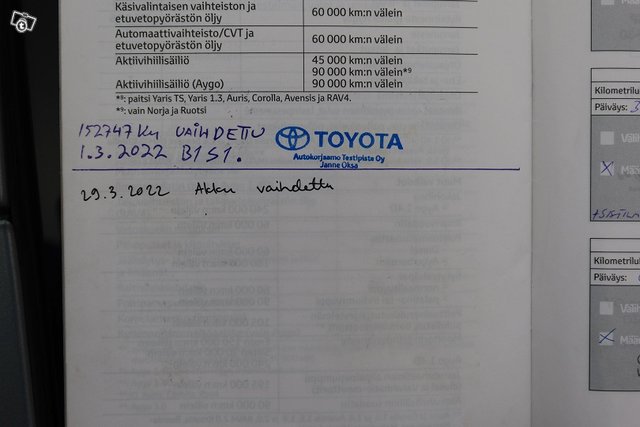 Käsivalintaisen vaihteiston ja
etuvetopyörästön öljy
60 000 km:n välein
Automaattivaihteisto/CVT ja
etuvetopyörästön öljy
60 000 km:n välein
Aktiivihiilisäiliö
45 000 km:n välein
90 000 km:n välein*⁹
Aktiivihiilisäiliö (Aygo)
90 000 km:n välein
*⁸: paitsi Yaris TS, Yaris 1.3, Auris, Corolla, Avensis ja RAV4.
*⁹: vain Norja ja Ruotsi
152747 Km VAIHDETTU
1.3.2022 B1S1.
TOYOTA
Autokorjaamo Testipista Oy
Janne Oksa
29.3.2022 Akku vaihdettu
Kilometrilu
Päiväys:
Kilometrilu
Päiväys: